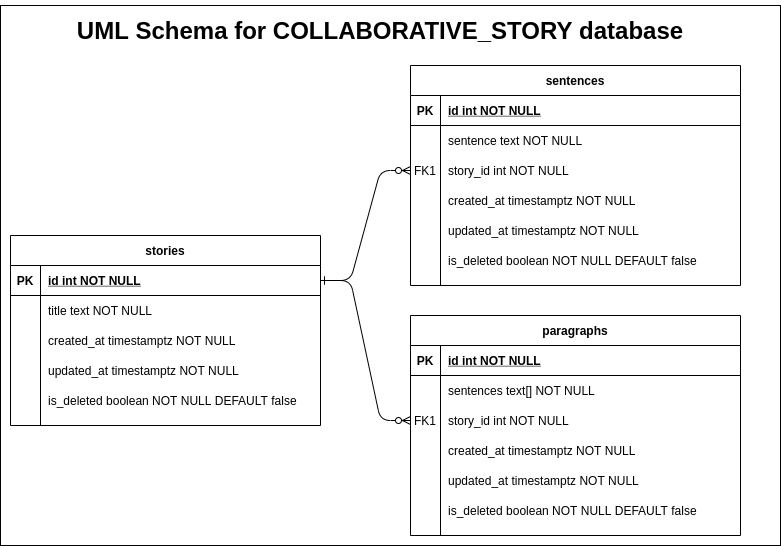 UML Schema for COLLABORATIVE_STORY database
stories
PK id int NOT NULL
title text NOT NULL
created_at timestamptz NOT NULL
updated_at timestamptz NOT NULL
is_deleted boolean NOT NULL DEFAULT false
sentences
PK id int NOT NULL
sentence text NOT NULL
FK1 story_id int NOT NULL
created_at timestamptz NOT NULL
updated_at timestamptz NOT NULL
is_deleted boolean NOT NULL DEFAULT false
paragraphs
PK id int NOT NULL
sentences text[] NOT NULL
FK1 story_id int NOT NULL
created_at timestamptz NOT NULL
updated_at timestamptz NOT NULL
is_deleted boolean NOT NULL DEFAULT false